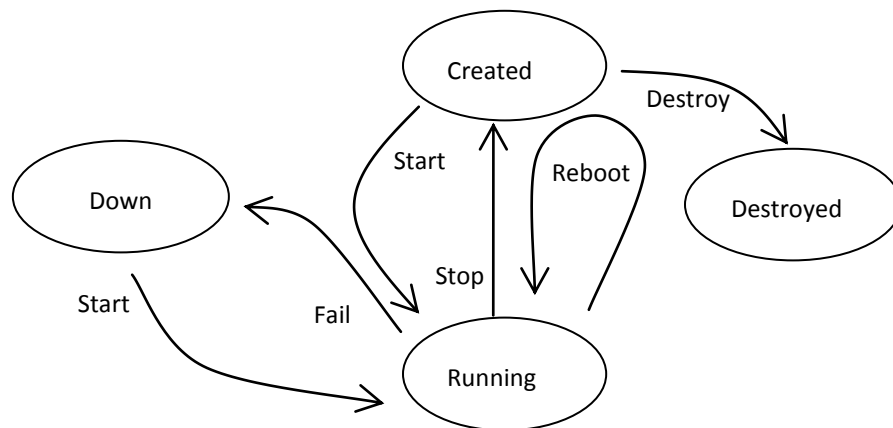 Created
Destroy
Start
Reboot
Down
Destroyed
Stop
Start
Fail
Running